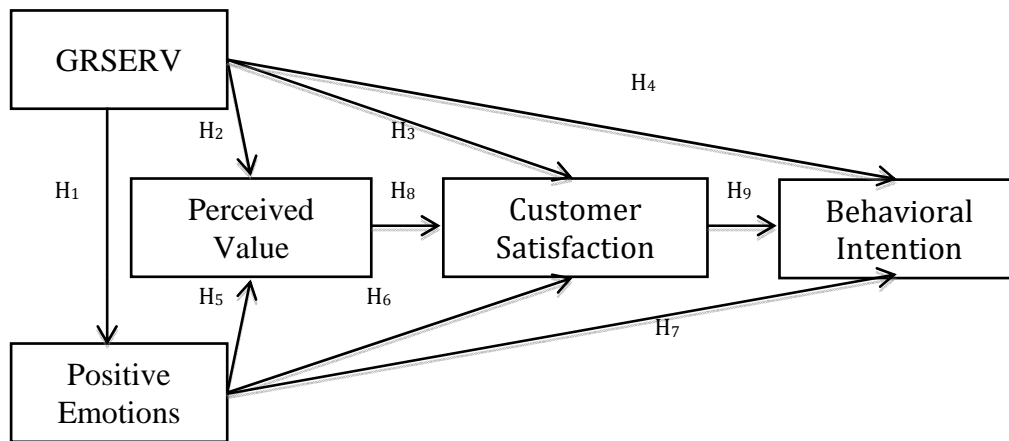 GRSERV
H4
H2
H3
H1
H8
H9
Perceived
Value
Customer
Satisfaction
Behavioral
Intention
H5
H6
H7
Positive
Emotions